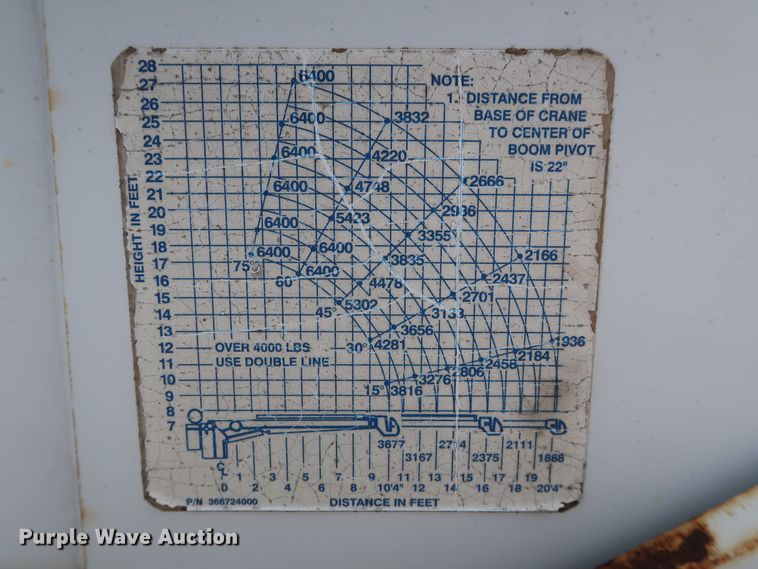 28
27 6400 NOTE:
26 1. DISTANCE FROM
25 6400 3832 BASE OF CRANE
24 TO CENTER OF
23 6400 4220 BOOM PIVOT
IS 22"
22 6400 4748 2666
21
20 5423 2936
19 6400 3355
18 6400 6400 3835 2166
17 75° 6400
16 60° 4478 2437
15 5302 2701
14 45° 3133
13 3656
12 OVER 4000 LBS 30° 4281 1936
11 USE DOUBLE LINE 2184
10 15° 3816 3276 2806 2458
9
8
7
HEIGHT IN FEET
3677 2714 2111
3167 2375 1868
CL 1 3 5 7 9 11 13 15 17 19
0 2 4 6 8 10'4" 12 14 16 18 20'4"
P/N 366724000 DISTANCE IN FEET
Purple Wave Auction